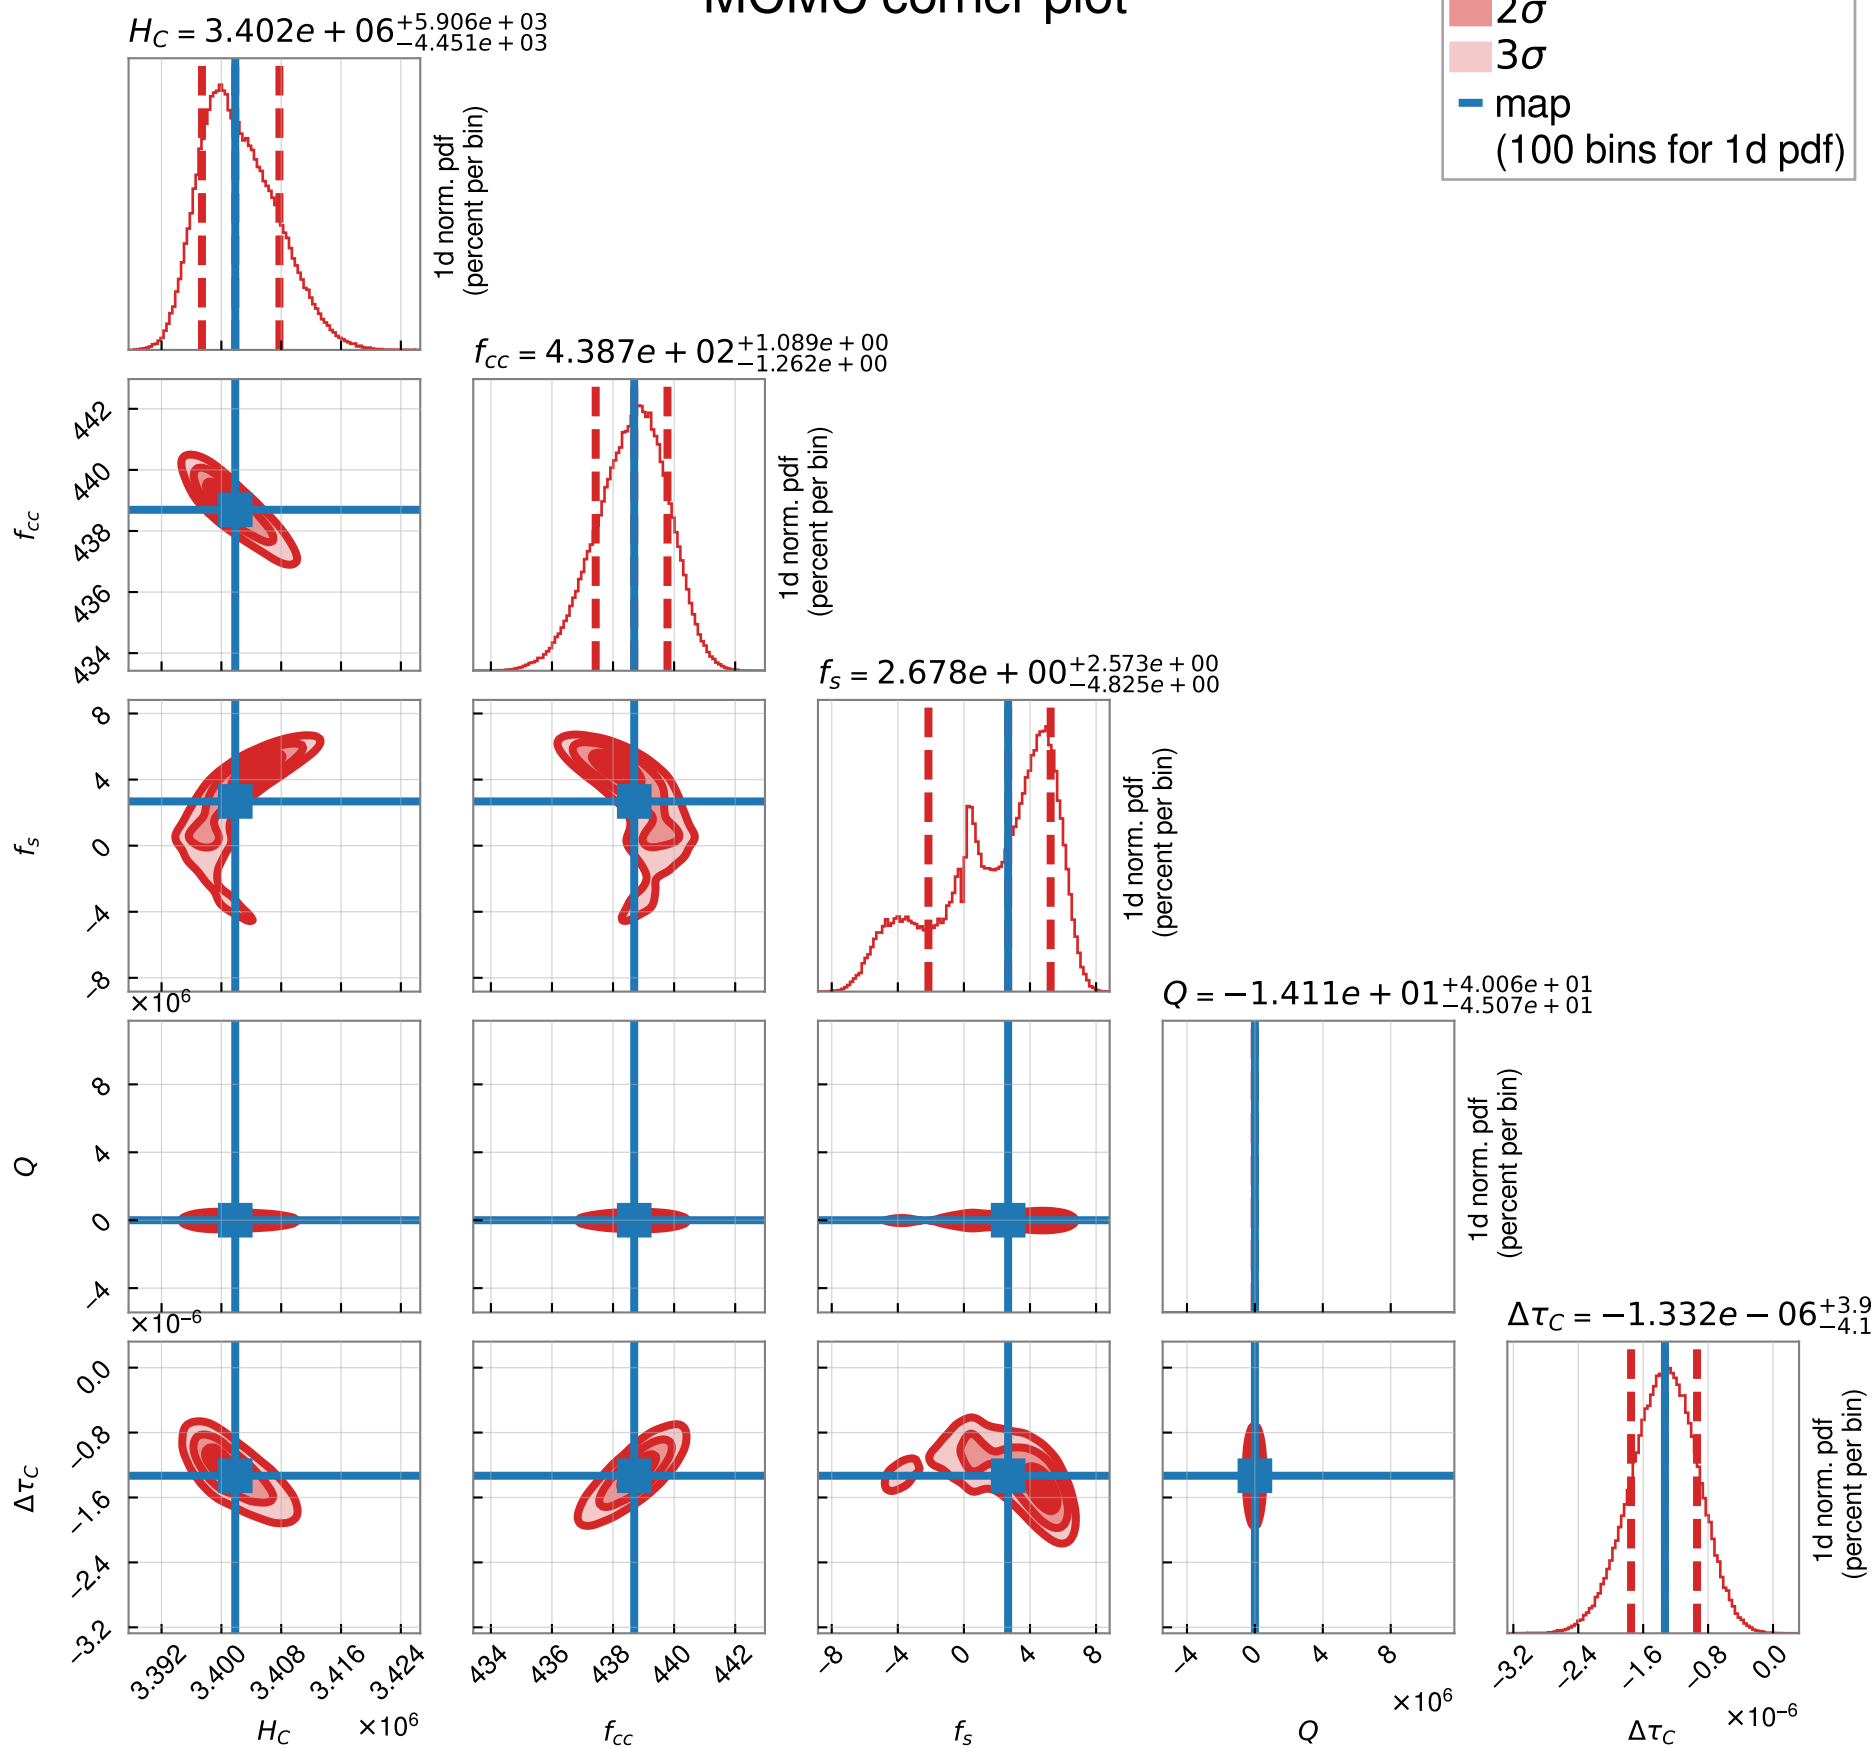 MOMO corner plot
2σ
3σ
map
(100 bins for 1d pdf)
H_C = 3.402e + 06 +5.906e + 03 −4.451e + 03
1d norm. pdf
(percent per bin)
f_cc = 4.387e + 02 +1.089e + 00 −1.262e + 00
442
440
438
436
434
f_cc
1d norm. pdf
(percent per bin)
f_s = 2.678e + 00 +2.573e + 00 −4.825e + 00
8
4
0
−4
−8
f_s
1d norm. pdf
(percent per bin)
×10⁶
Q = −1.411e + 01 +4.006e + 01 −4.507e + 01
8
4
0
−4
Q
1d norm. pdf
(percent per bin)
×10⁻⁶
Δτ_C = −1.332e − 06 +3.9 −4.1
0.0
−0.8
−1.6
−2.4
−3.2
Δτ_C
1d norm. pdf
(percent per bin)
3.392 3.400 3.408 3.416 3.424
×10⁶
H_C
434 436 438 440 442
f_cc
−8 −4 0 4 8
f_s
−4 0 4 8
×10⁶
Q
−3.2 −2.4 −1.6 −0.8 0.0
×10⁻⁶
Δτ_C